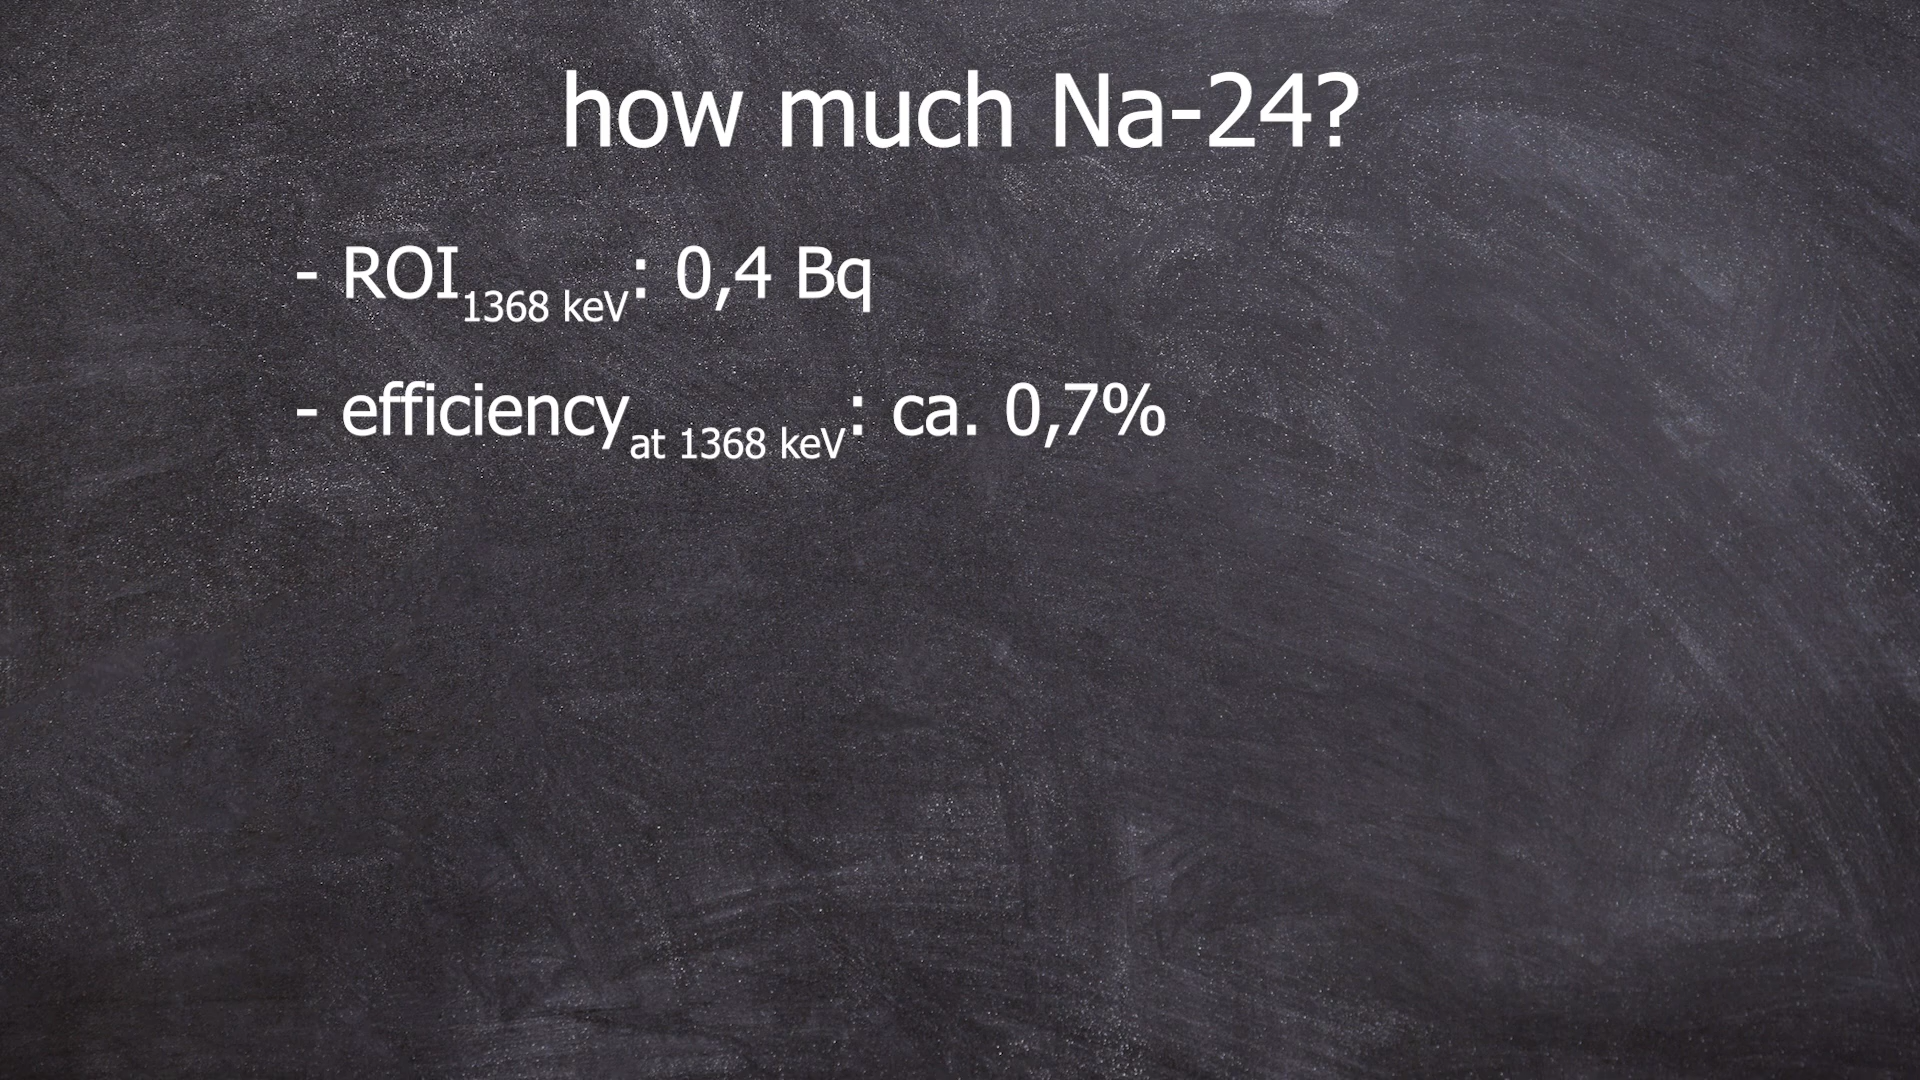 how much Na-24?
- ROI1368 keV: 0,4 Bq
- efficiencyat 1368 keV: ca. 0,7%